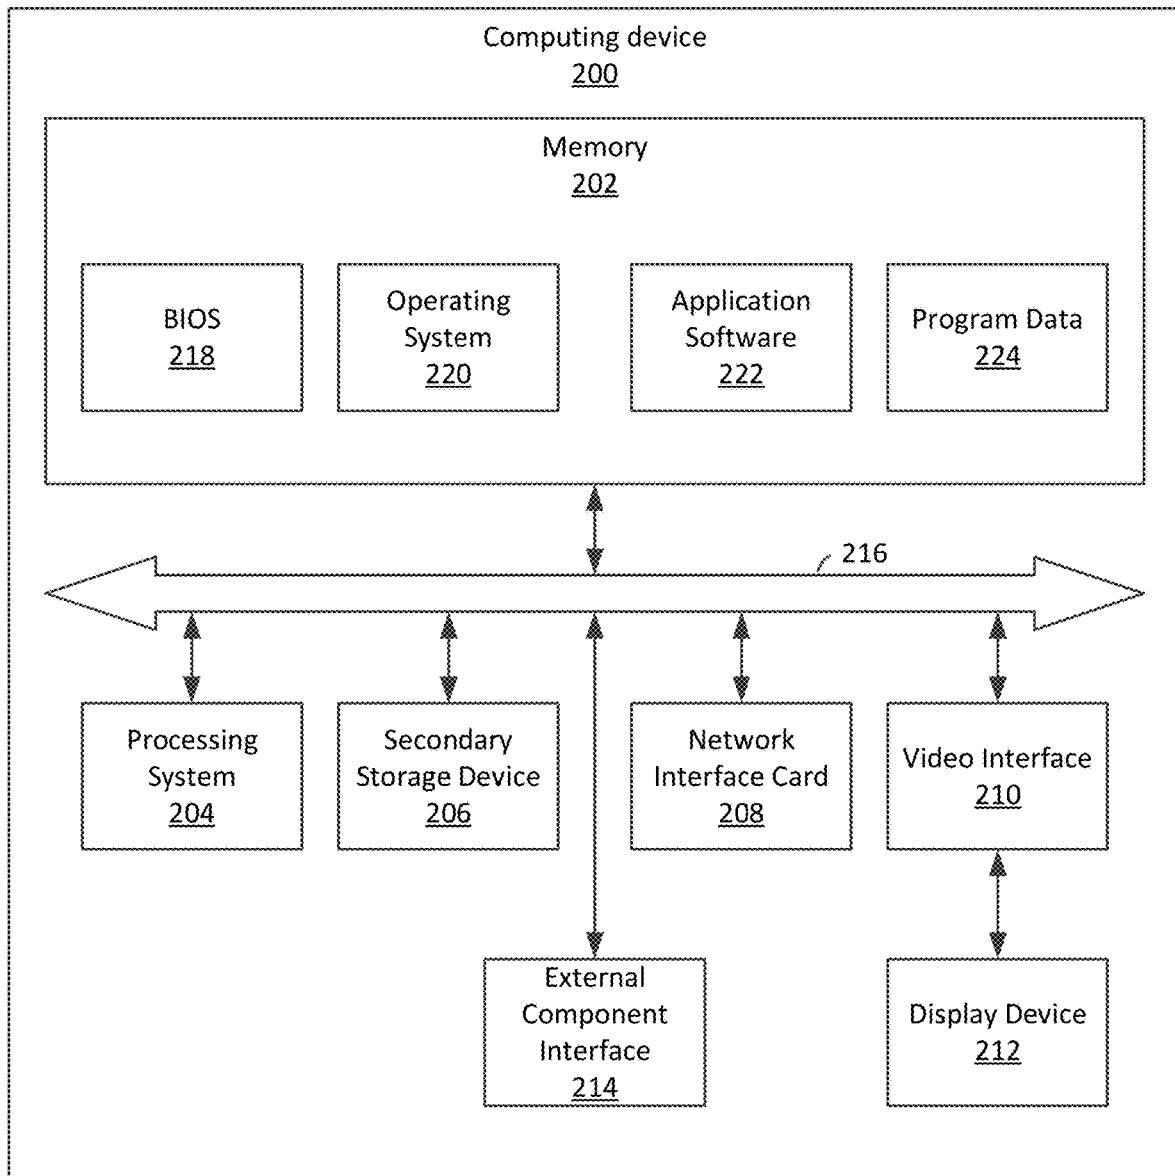 Computing device
200
Memory
202
BIOS
218
Operating
System
220
Application
Software
222
Program Data
224
216
Processing
System
204
Secondary
Storage Device
206
Network
Interface Card
208
Video Interface
210
External
Component
Interface
214
Display Device
212